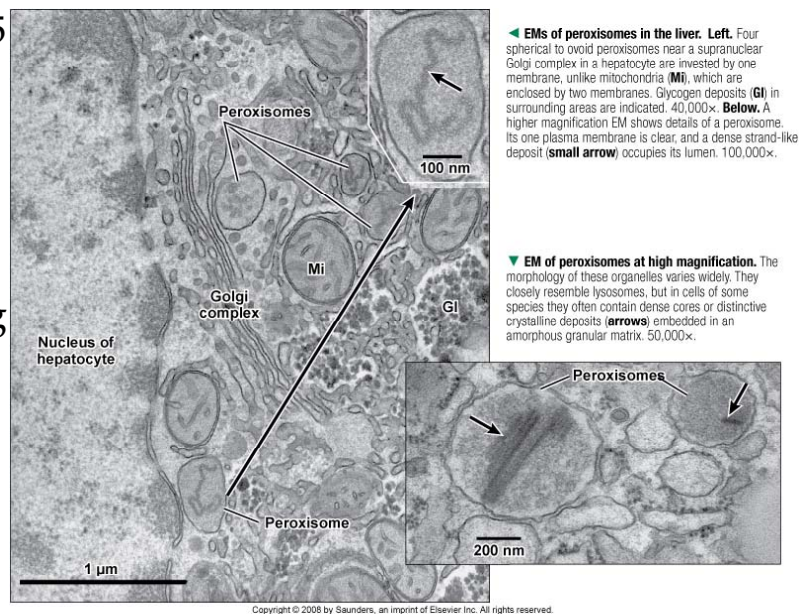 5
g
Peroxisomes
100 nm
Mi
Golgi
complex
Gl
Nucleus of
hepatocyte
Peroxisome
1 µm
◄ EMs of peroxisomes in the liver. Left. Four
spherical to ovoid peroxisomes near a supranuclear
Golgi complex in a hepatocyte are invested by one
membrane, unlike mitochondria (Mi), which are
enclosed by two membranes. Glycogen deposits (Gl) in
surrounding areas are indicated. 40,000×. Below. A
higher magnification EM shows details of a peroxisome.
Its one plasma membrane is clear, and a dense strand-like
deposit (small arrow) occupies its lumen. 100,000×.
▼ EM of peroxisomes at high magnification. The
morphology of these organelles varies widely. They
closely resemble lysosomes, but in cells of some
species they often contain dense cores or distinctive
crystalline deposits (arrows) embedded in an
amorphous granular matrix. 50,000×.
Peroxisomes
200 nm
Copyright © 2008 by Saunders, an imprint of Elsevier Inc. All rights reserved.